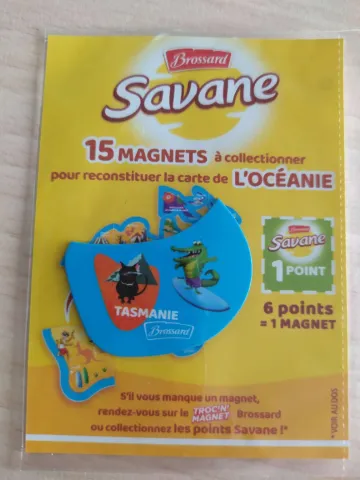 Brossard
Savane
15 MAGNETS à collectionner
pour reconstituer la carte de L'OCÉANIE
Brossard
Savane
1 POINT
6 points
= 1 MAGNET
TASMANIE
Brossard
S'il vous manque un magnet,
rendez-vous sur le TROC'N' MAGNET Brossard
ou collectionnez les points Savane !*
* VOIR AU DOS